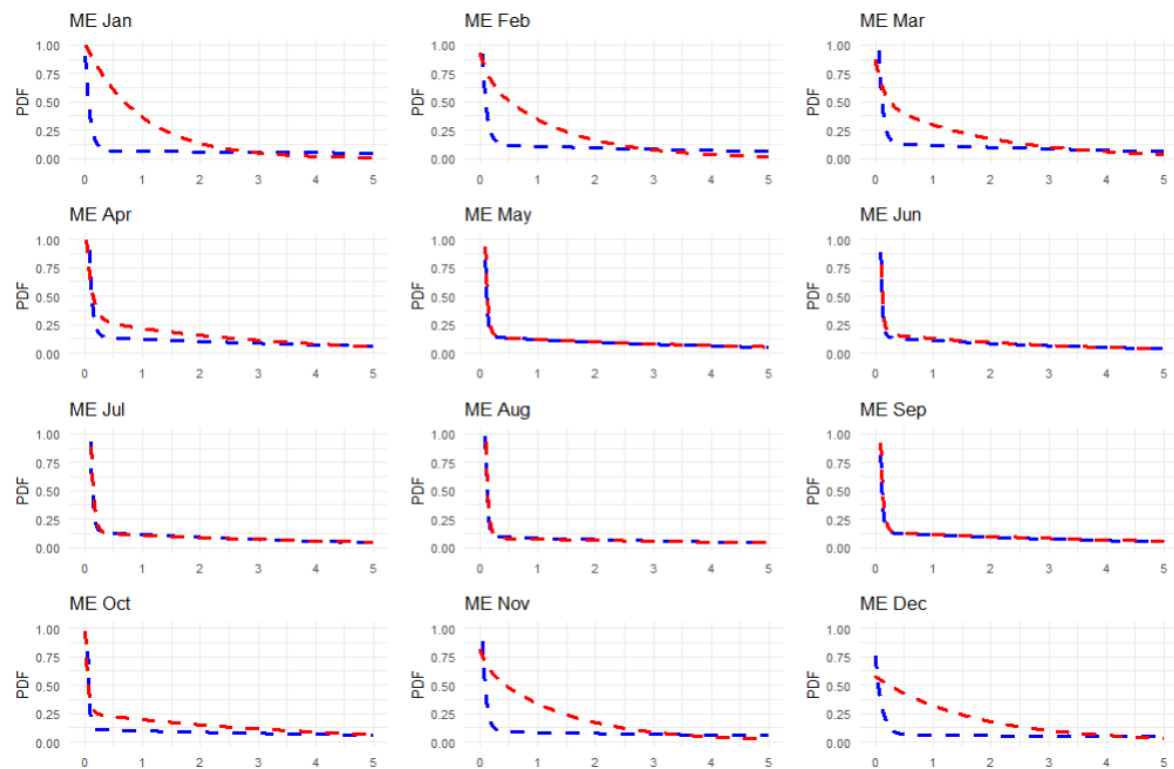 ME Jan
ME Feb
ME Mar
PDF
1.00
0.75
0.50
0.25
0.00
0 1 2 3 4 5
PDF
1.00
0.75
0.50
0.25
0.00
0 1 2 3 4 5
PDF
1.00
0.75
0.50
0.25
0.00
0 1 2 3 4 5
ME Apr
ME May
ME Jun
PDF
1.00
0.75
0.50
0.25
0.00
0 1 2 3 4 5
PDF
1.00
0.75
0.50
0.25
0.00
0 1 2 3 4 5
PDF
1.00
0.75
0.50
0.25
0.00
0 1 2 3 4 5
ME Jul
ME Aug
ME Sep
PDF
1.00
0.75
0.50
0.25
0.00
0 1 2 3 4 5
PDF
1.00
0.75
0.50
0.25
0.00
0 1 2 3 4 5
PDF
1.00
0.75
0.50
0.25
0.00
0 1 2 3 4 5
ME Oct
ME Nov
ME Dec
PDF
1.00
0.75
0.50
0.25
0.00
0 1 2 3 4 5
PDF
1.00
0.75
0.50
0.25
0.00
0 1 2 3 4 5
PDF
1.00
0.75
0.50
0.25
0.00
0 1 2 3 4 5